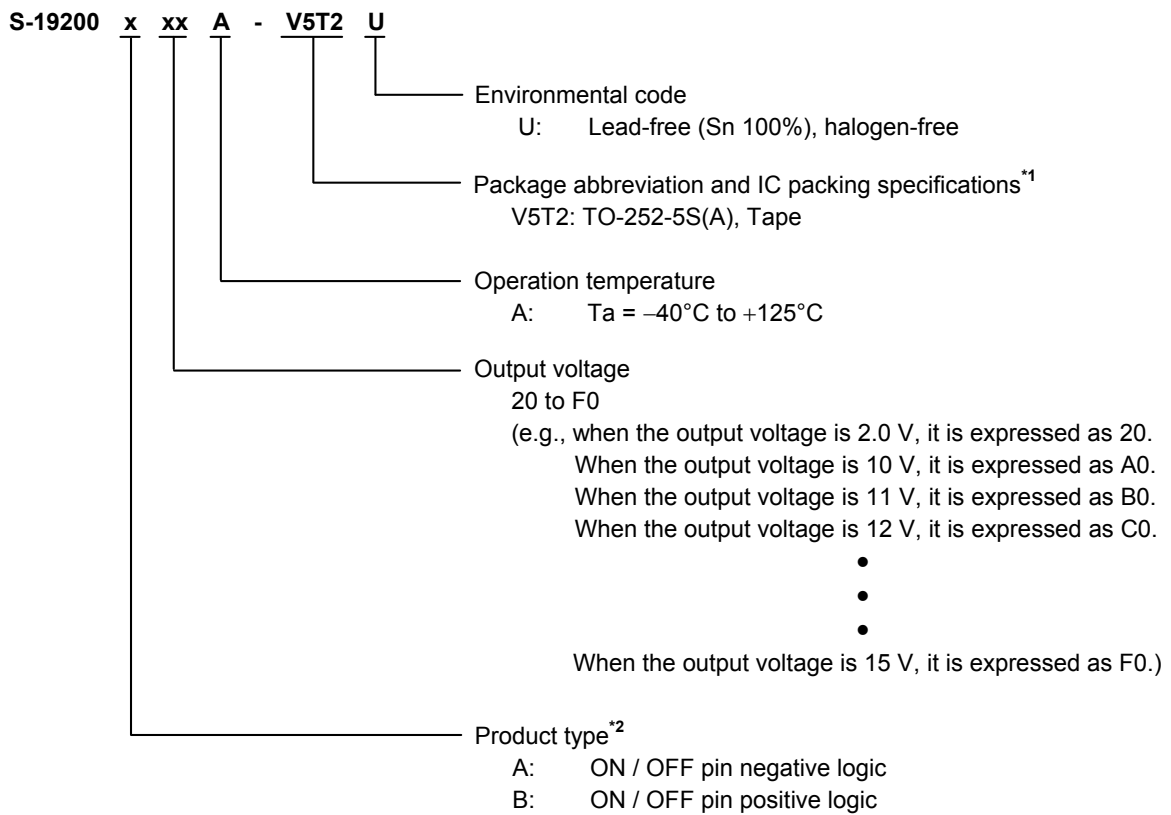 S-19200 x xx A - V5T2 U
Environmental code
U: Lead-free (Sn 100%), halogen-free
Package abbreviation and IC packing specifications*1
V5T2: TO-252-5S(A), Tape
Operation temperature
A: Ta = −40°C to +125°C
Output voltage
20 to F0
(e.g., when the output voltage is 2.0 V, it is expressed as 20.
When the output voltage is 10 V, it is expressed as A0.
When the output voltage is 11 V, it is expressed as B0.
When the output voltage is 12 V, it is expressed as C0.
•
•
•
When the output voltage is 15 V, it is expressed as F0.)
Product type*2
A: ON / OFF pin negative logic
B: ON / OFF pin positive logic